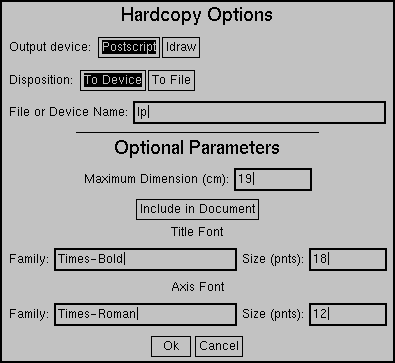 Hardcopy Options
Output device: Postscript Idraw
Disposition: To Device To File
File or Device Name: lp
Optional Parameters
Maximum Dimension (cm): 19
Include in Document
Title Font
Family: Times-Bold Size (pnts): 18
Axis Font
Family: Times-Roman Size (pnts): 12
Ok Cancel